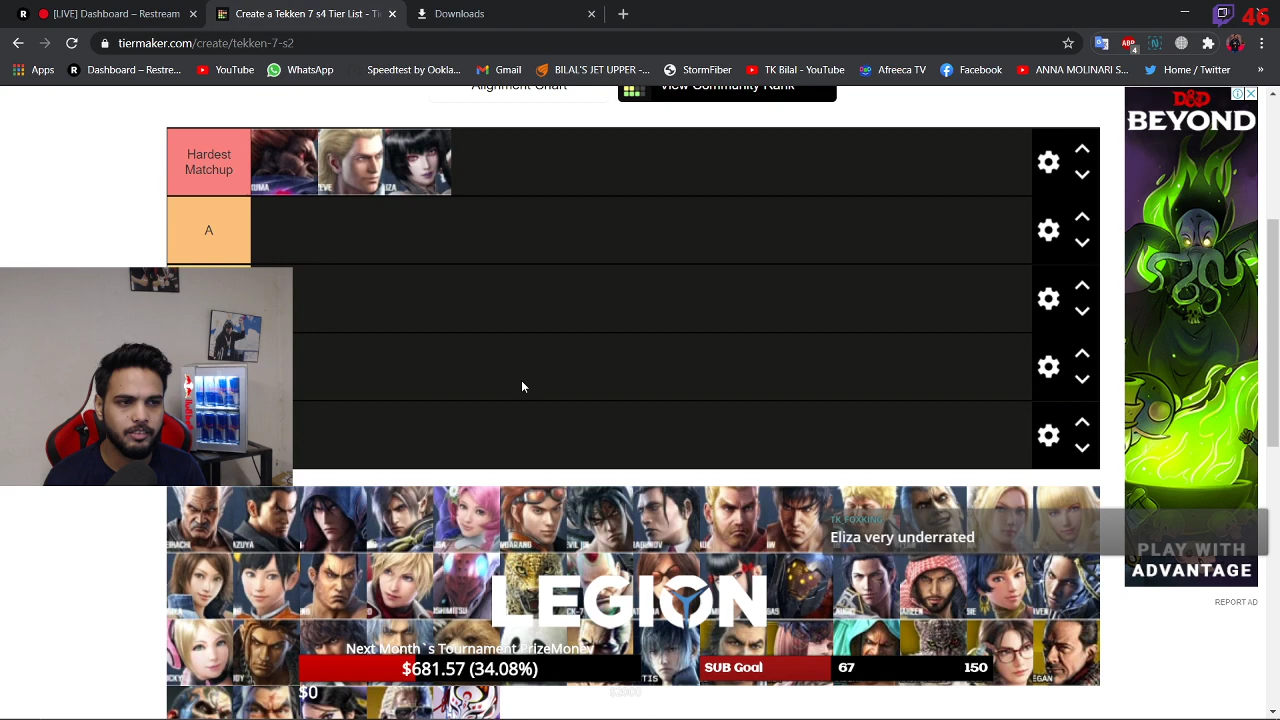 [LIVE] Dashboard – Restream
Create a Tekken 7 s4 Tier List - Ti
Downloads
46
tiermaker.com/create/tekken-7-s2
4
Apps
Dashboard – Restre...
YouTube
WhatsApp
Speedtest by Ookla...
Gmail
BILAL'S JET UPPER -...
StormFiber
TK Bilal - YouTube
Afreeca TV
Facebook
ANNA MOLINARI S...
Home / Twitter
»
Alignment Chart
View Community Rank
D&D
BEYOND
Hardest
Matchup
A
TK_FOXKING
Eliza very underrated
PLAY WITH
ADVANTAGE
REPORT AD
LEGION
Next Month`s Tournament PrizeMoney
$681.57 (34.08%)
SUB Goal
67
150
$0
$2000